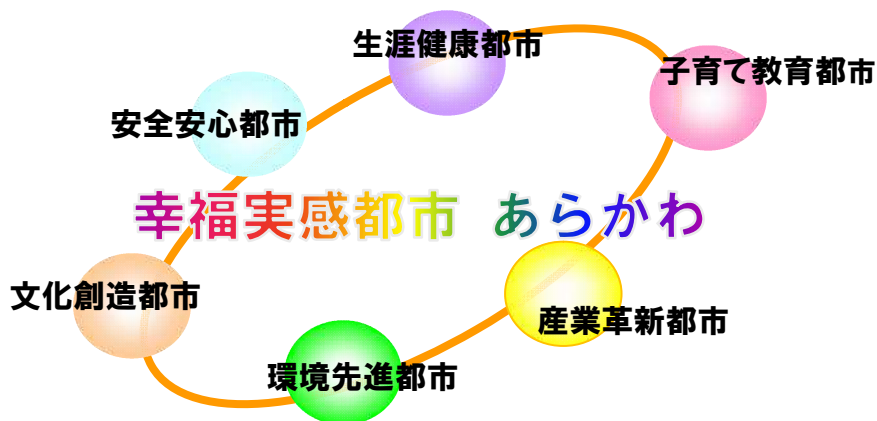 生涯健康都市
子育て教育都市
安全安心都市
幸福実感都市 あらかわ
文化創造都市
産業革新都市
環境先進都市